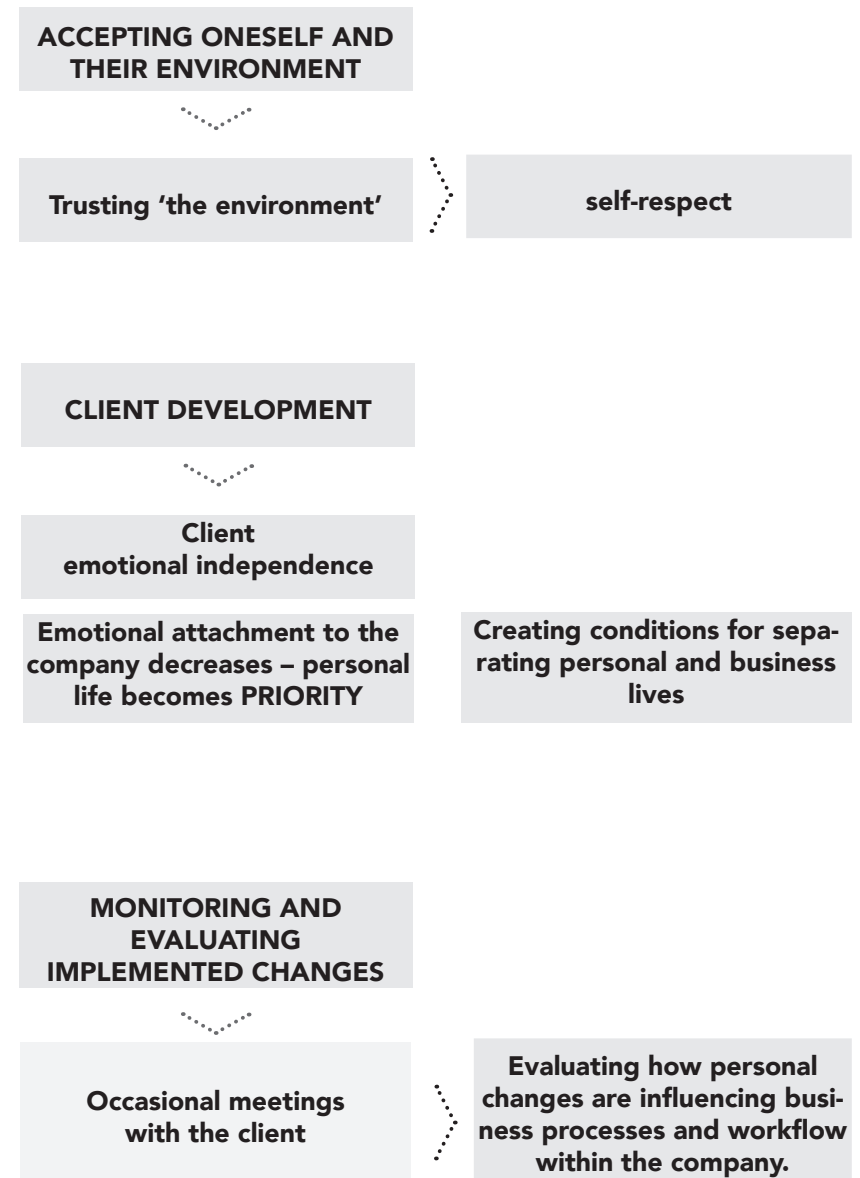 ACCEPTING ONESELF AND
THEIR ENVIRONMENT
Trusting ‘the environment’
self-respect
CLIENT DEVELOPMENT
Client
emotional independence
Emotional attachment to the
company decreases – personal
life becomes PRIORITY
Creating conditions for sepa-
rating personal and business
lives
MONITORING AND
EVALUATING
IMPLEMENTED CHANGES
Occasional meetings
with the client
Evaluating how personal
changes are influencing busi-
ness processes and workflow
within the company.